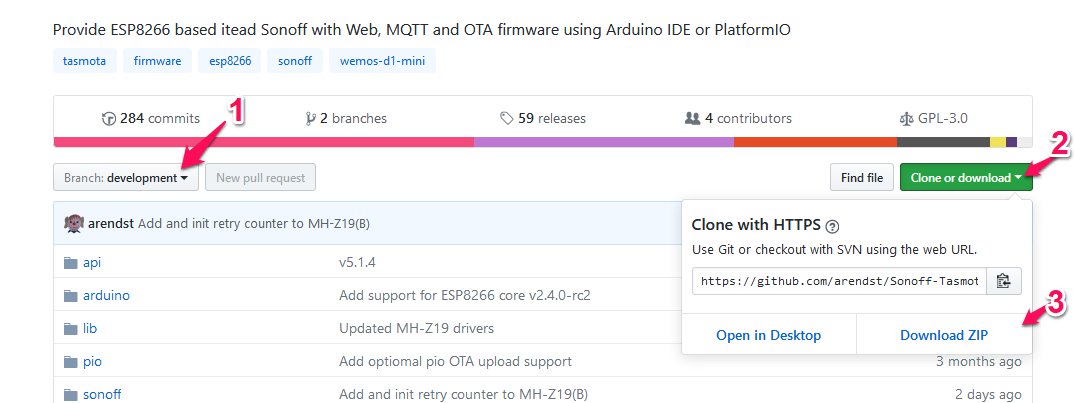 Provide ESP8266 based itead Sonoff with Web, MQTT and OTA firmware using Arduino IDE or PlatformIO
tasmota firmware esp8266 sonoff wemos-d1-mini
284 commits 2 branches 59 releases 4 contributors GPL-3.0
1
2
Branch: development New pull request Find file Clone or download
arendst Add and init retry counter to MH-Z19(B)
Clone with HTTPS ?
Use Git or checkout with SVN using the web URL.
api v5.1.4
https://github.com/arendst/Sonoff-Tasmot
arduino Add support for ESP8266 core v2.4.0-rc2
3
lib Updated MH-Z19 drivers
Open in Desktop Download ZIP
pio Add optional pio OTA upload support 3 months ago
sonoff Add and init retry counter to MH-Z19(B) 2 days ago